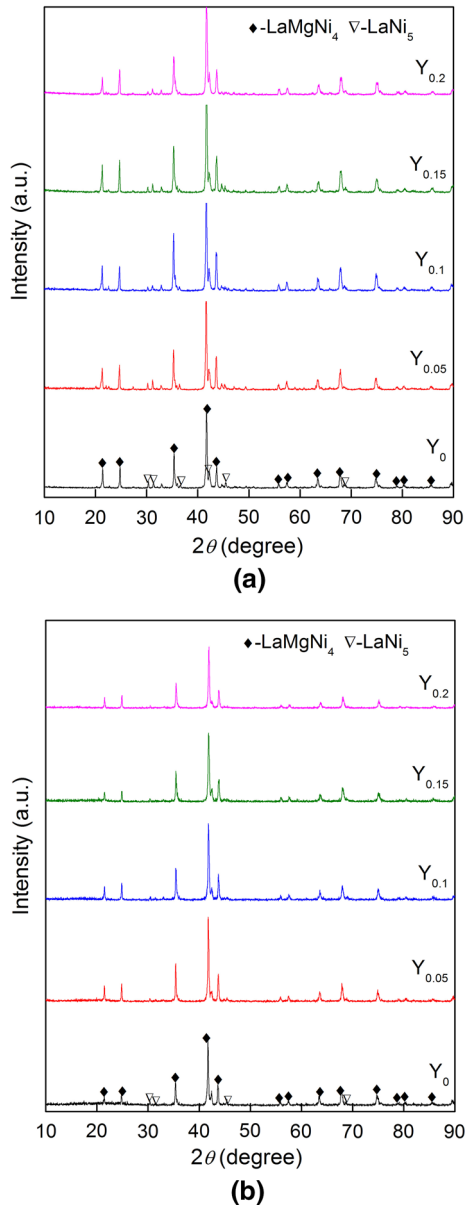 ◆-LaMgNi₄ ▽-LaNi₅
Y₀.₂
Y₀.₁₅
Y₀.₁
Y₀.₀₅
Y₀
Intensity (a.u.)
10 20 30 40 50 60 70 80 90
2θ (degree)
(a)
◆-LaMgNi₄ ▽-LaNi₅
Y₀.₂
Y₀.₁₅
Y₀.₁
Y₀.₀₅
Y₀
Intensity (a.u.)
10 20 30 40 50 60 70 80 90
2θ (degree)
(b)